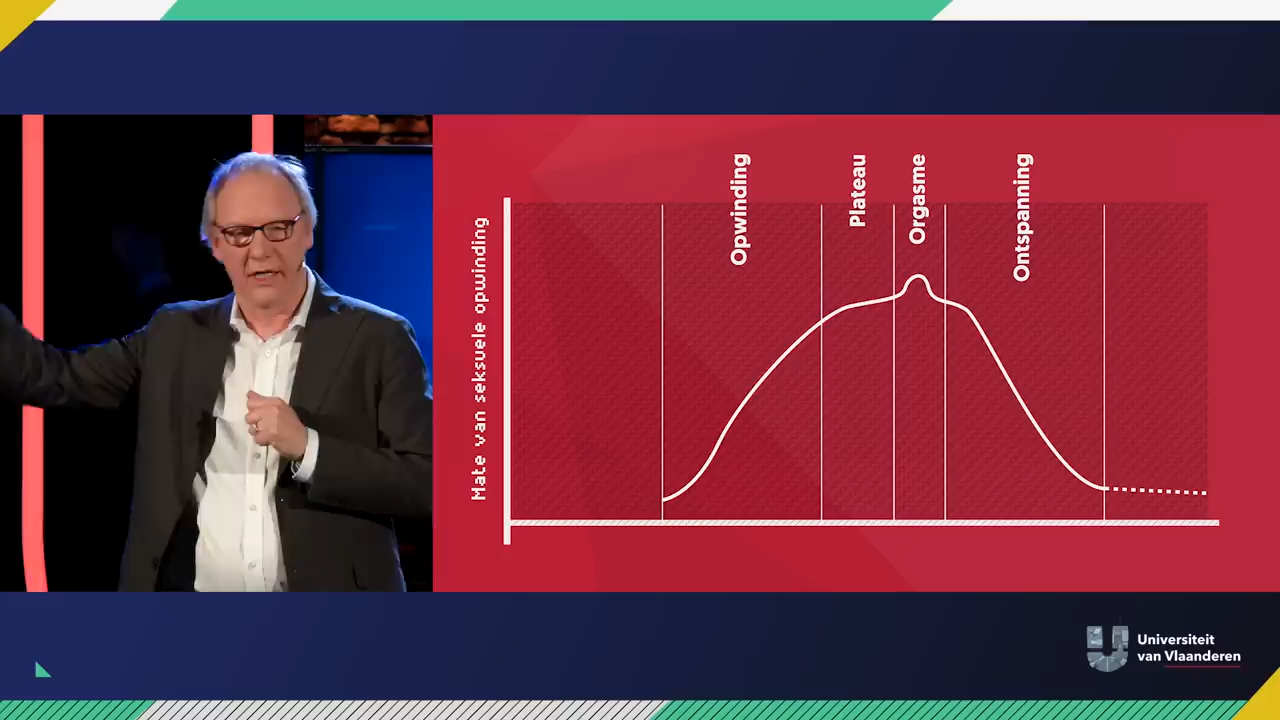 Mate van seksuele opwinding
Opwinding
Plateau
Orgasme
Ontspanning
Universiteit
van Vlaanderen